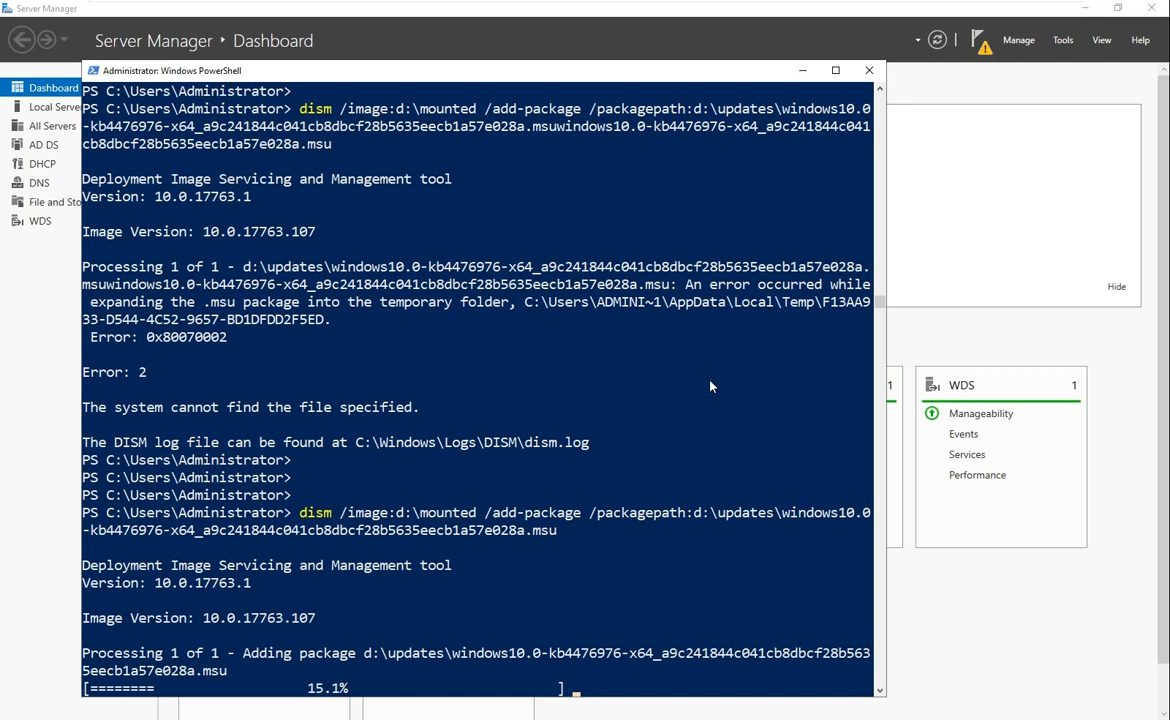 Server Manager
Server Manager
Dashboard
Manage
Tools
View
Help
Administrator: Windows PowerShell
Dashboard
Local Serve
All Servers
AD DS
DHCP
DNS
File and Sto
WDS
PS C:\Users\Administrator>
PS C:\Users\Administrator> dism /image:d:\mounted /add-package /packagepath:d:\updates\windows10.0
-kb4476976-x64_a9c241844c041cb8dbcf28b5635eecb1a57e028a.msuwindows10.0-kb4476976-x64_a9c241844c041
cb8dbcf28b5635eecb1a57e028a.msu
Deployment Image Servicing and Management tool
Version: 10.0.17763.1
Image Version: 10.0.17763.107
Processing 1 of 1 - d:\updates\windows10.0-kb4476976-x64_a9c241844c041cb8dbcf28b5635eecb1a57e028a.
msuwindows10.0-kb4476976-x64_a9c241844c041cb8dbcf28b5635eecb1a57e028a.msu: An error occurred while
expanding the .msu package into the temporary folder, C:\Users\ADMINI~1\AppData\Local\Temp\F13AA9
33-D544-4C52-9657-BD1DFDD2F5ED.
Error: 0x80070002
Error: 2
The system cannot find the file specified.
The DISM log file can be found at C:\Windows\Logs\DISM\dism.log
PS C:\Users\Administrator>
PS C:\Users\Administrator>
PS C:\Users\Administrator>
PS C:\Users\Administrator> dism /image:d:\mounted /add-package /packagepath:d:\updates\windows10.0
-kb4476976-x64_a9c241844c041cb8dbcf28b5635eecb1a57e028a.msu
Deployment Image Servicing and Management tool
Version: 10.0.17763.1
Image Version: 10.0.17763.107
Processing 1 of 1 - Adding package d:\updates\windows10.0-kb4476976-x64_a9c241844c041cb8dbcf28b563
5eecb1a57e028a.msu
[======== 15.1% ]
Hide
1
WDS 1
Manageability
Events
Services
Performance